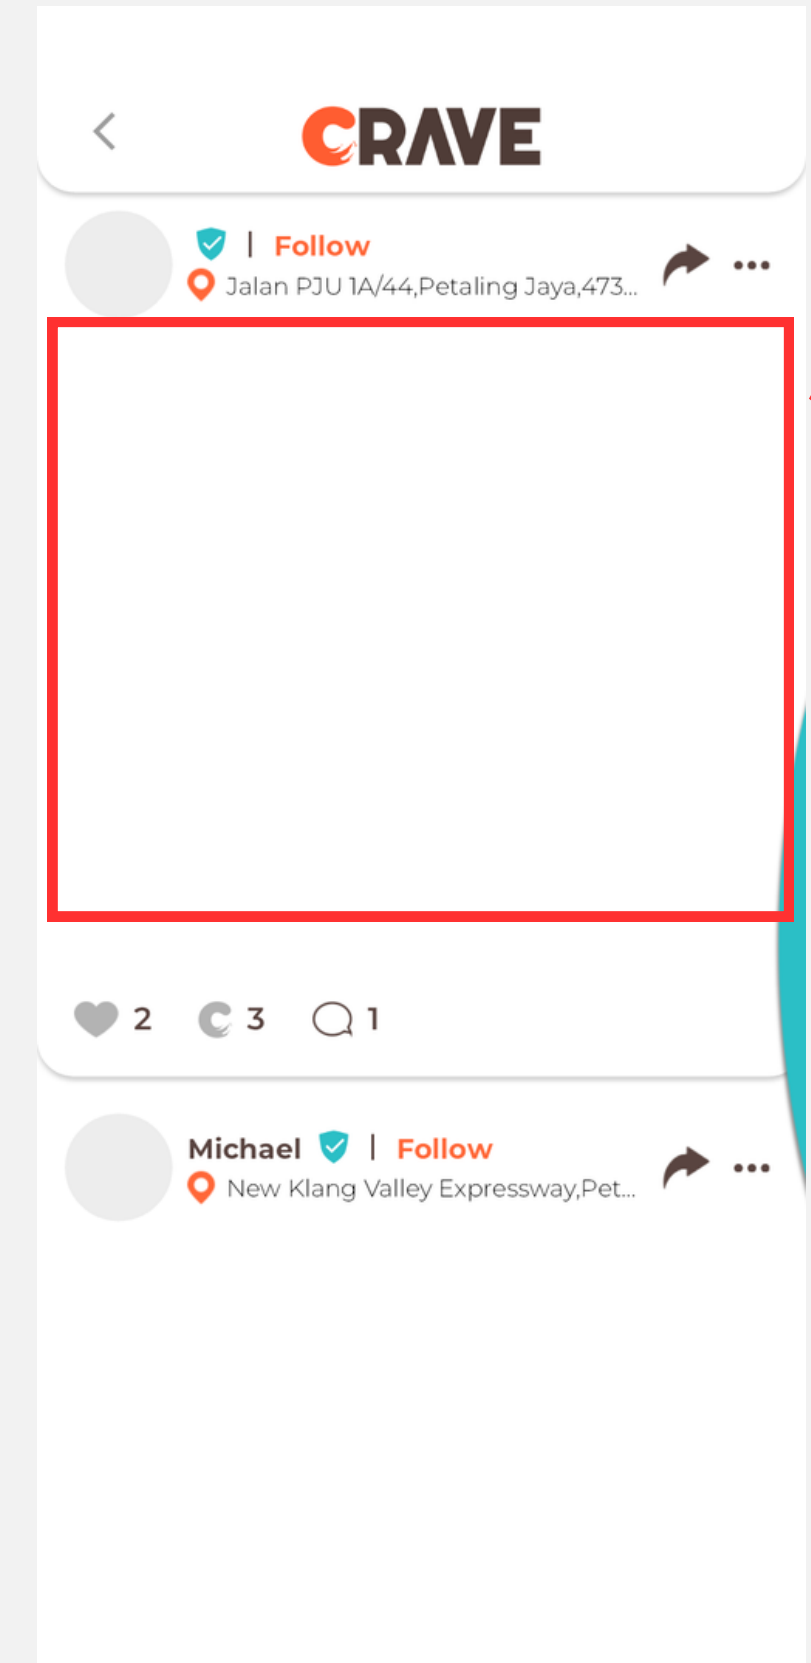 CRAVE
| Follow
Jalan PJU 1A/44,Petaling Jaya,473...
2 3 1
Michael | Follow
New Klang Valley Expressway,Pet...